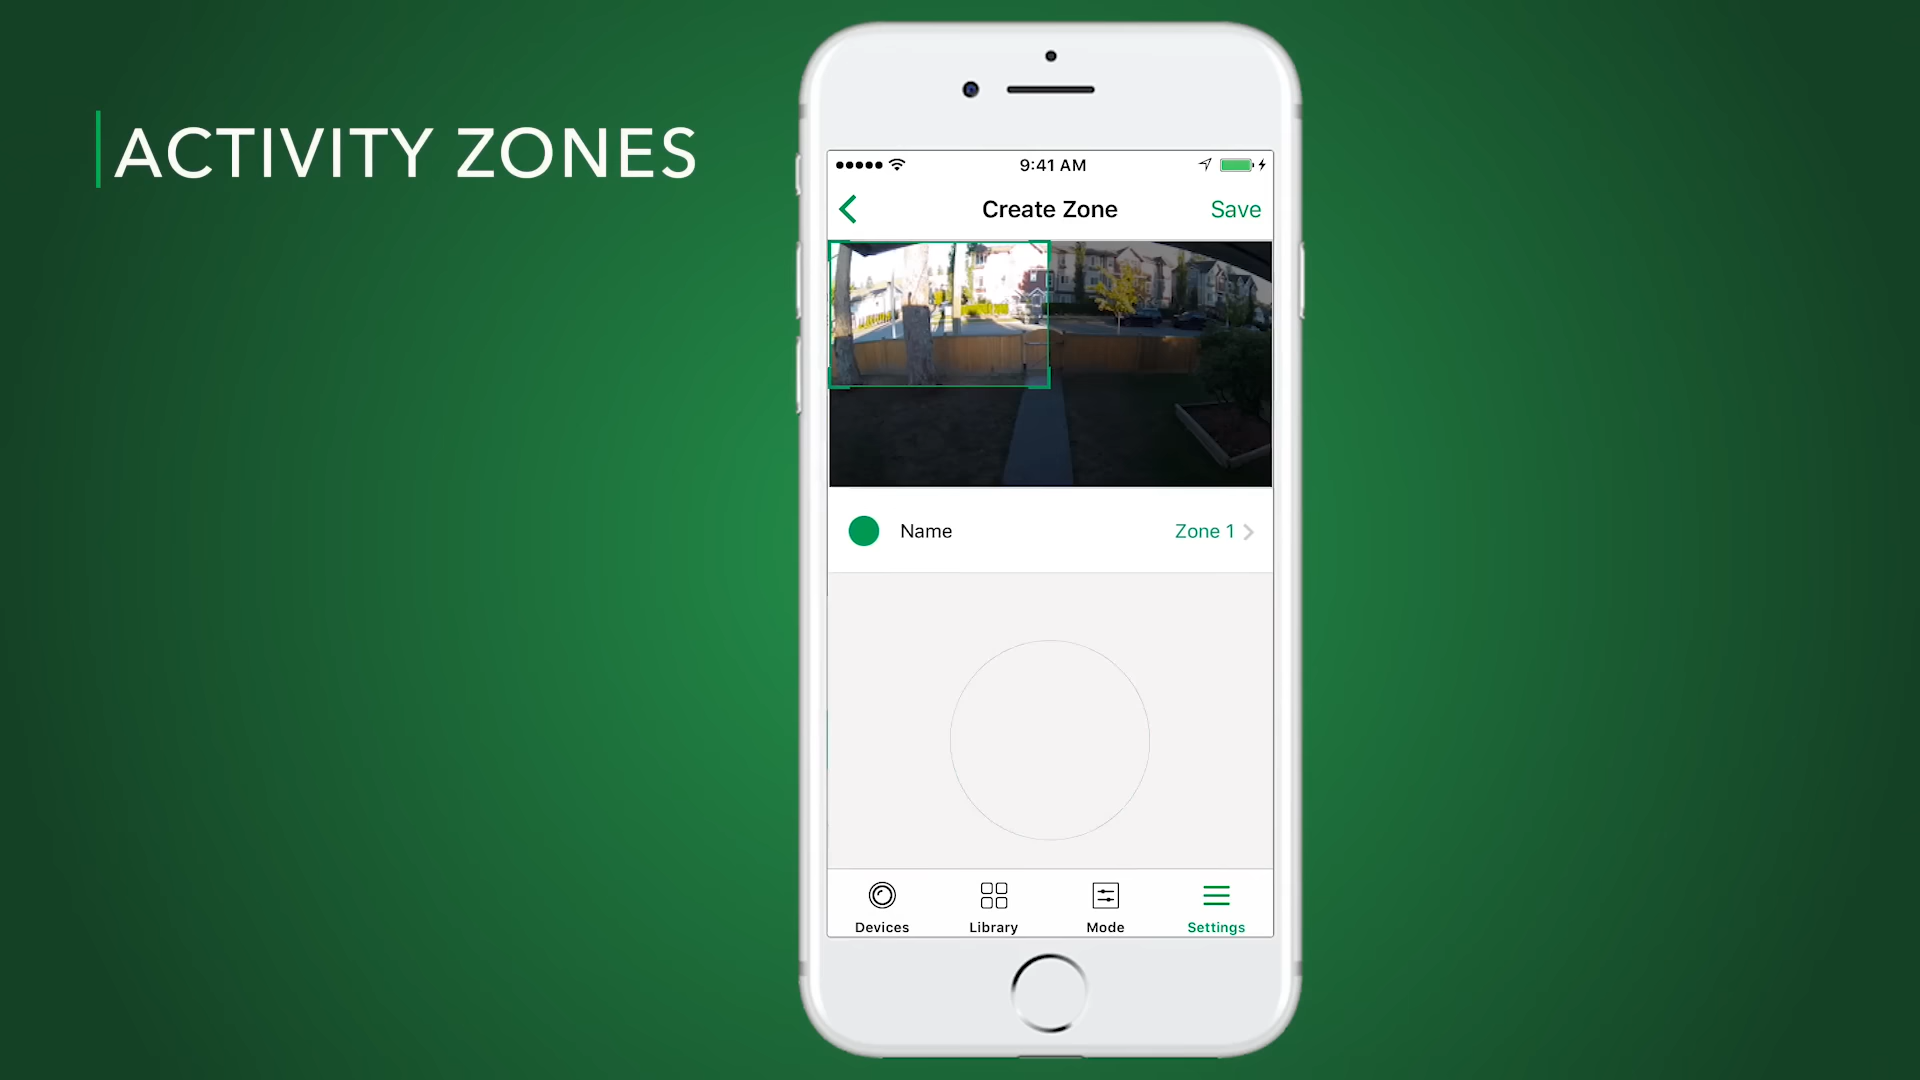 ACTIVITY ZONES
9:41 AM
Create Zone
Save
Name
Zone 1
Devices
Library
Mode
Settings